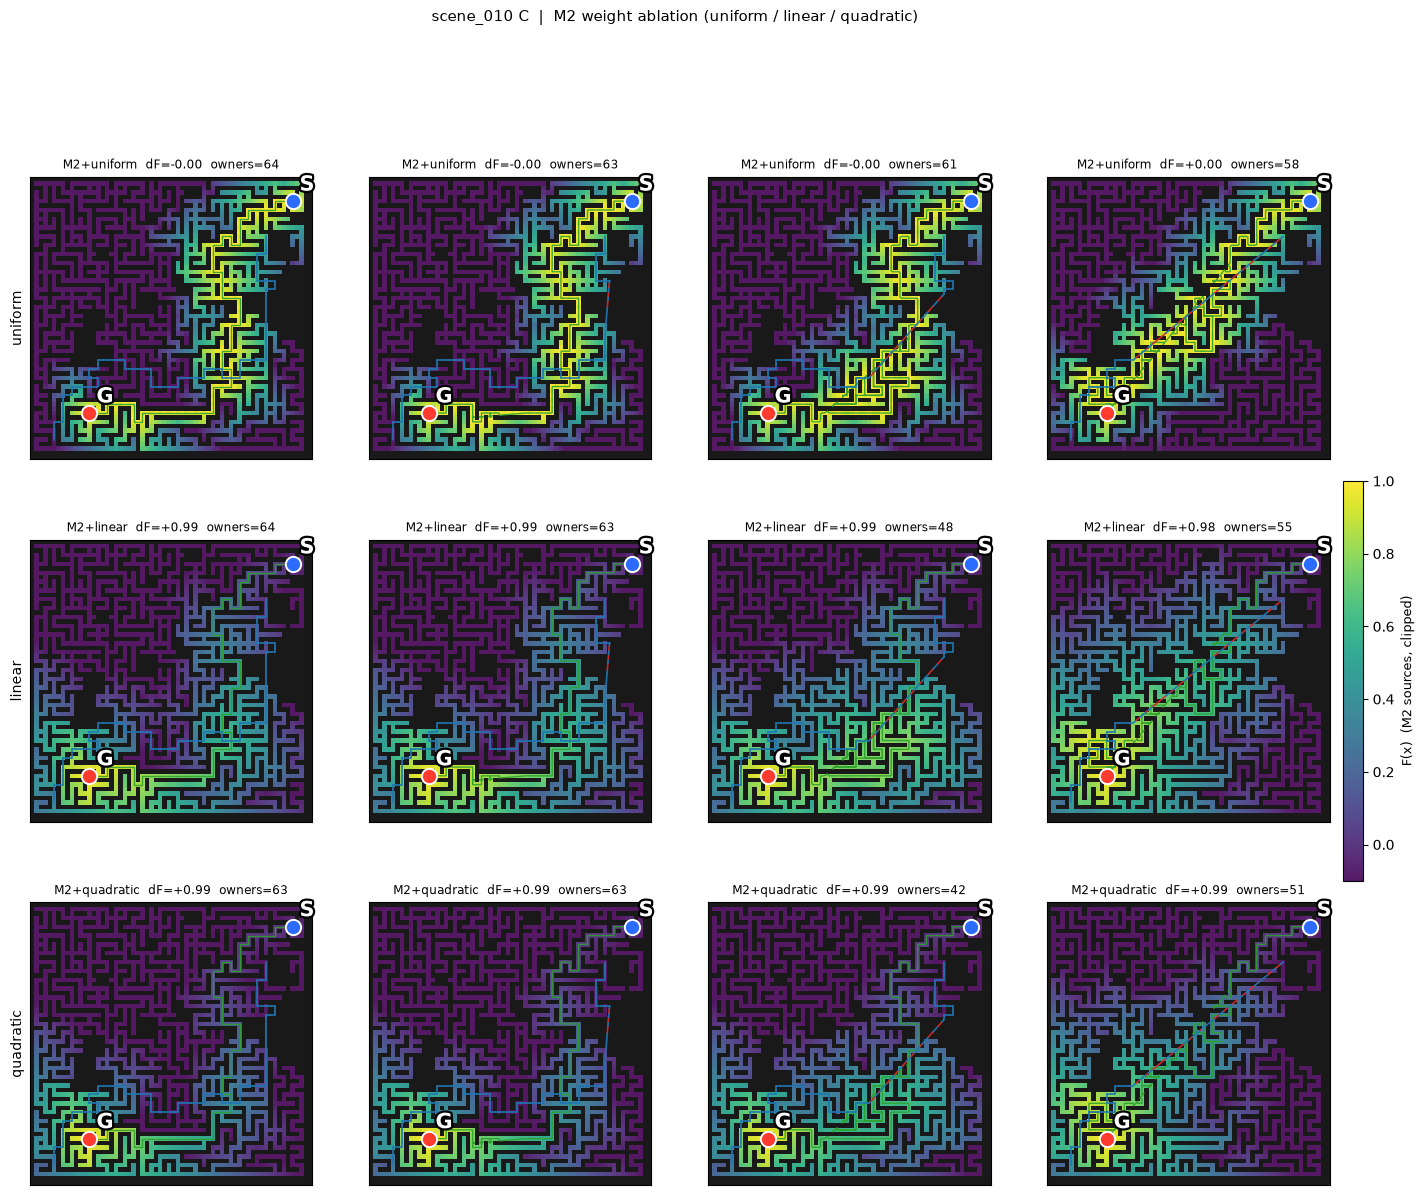 scene_010 C | M2 weight ablation (uniform / linear / quadratic)
M2+uniform dF=-0.00 owners=64
M2+uniform dF=-0.00 owners=63
M2+uniform dF=-0.00 owners=61
M2+uniform dF=+0.00 owners=58
uniform
S
G
S
G
S
G
S
G
M2+linear dF=+0.99 owners=64
M2+linear dF=+0.99 owners=63
M2+linear dF=+0.99 owners=48
M2+linear dF=+0.98 owners=55
linear
S
G
S
G
S
G
S
G
M2+quadratic dF=+0.99 owners=63
M2+quadratic dF=+0.99 owners=63
M2+quadratic dF=+0.99 owners=42
M2+quadratic dF=+0.99 owners=51
quadratic
S
G
S
G
S
G
S
G
1.0
0.8
0.6
0.4
0.2
0.0
F(x) (M2 sources, clipped)